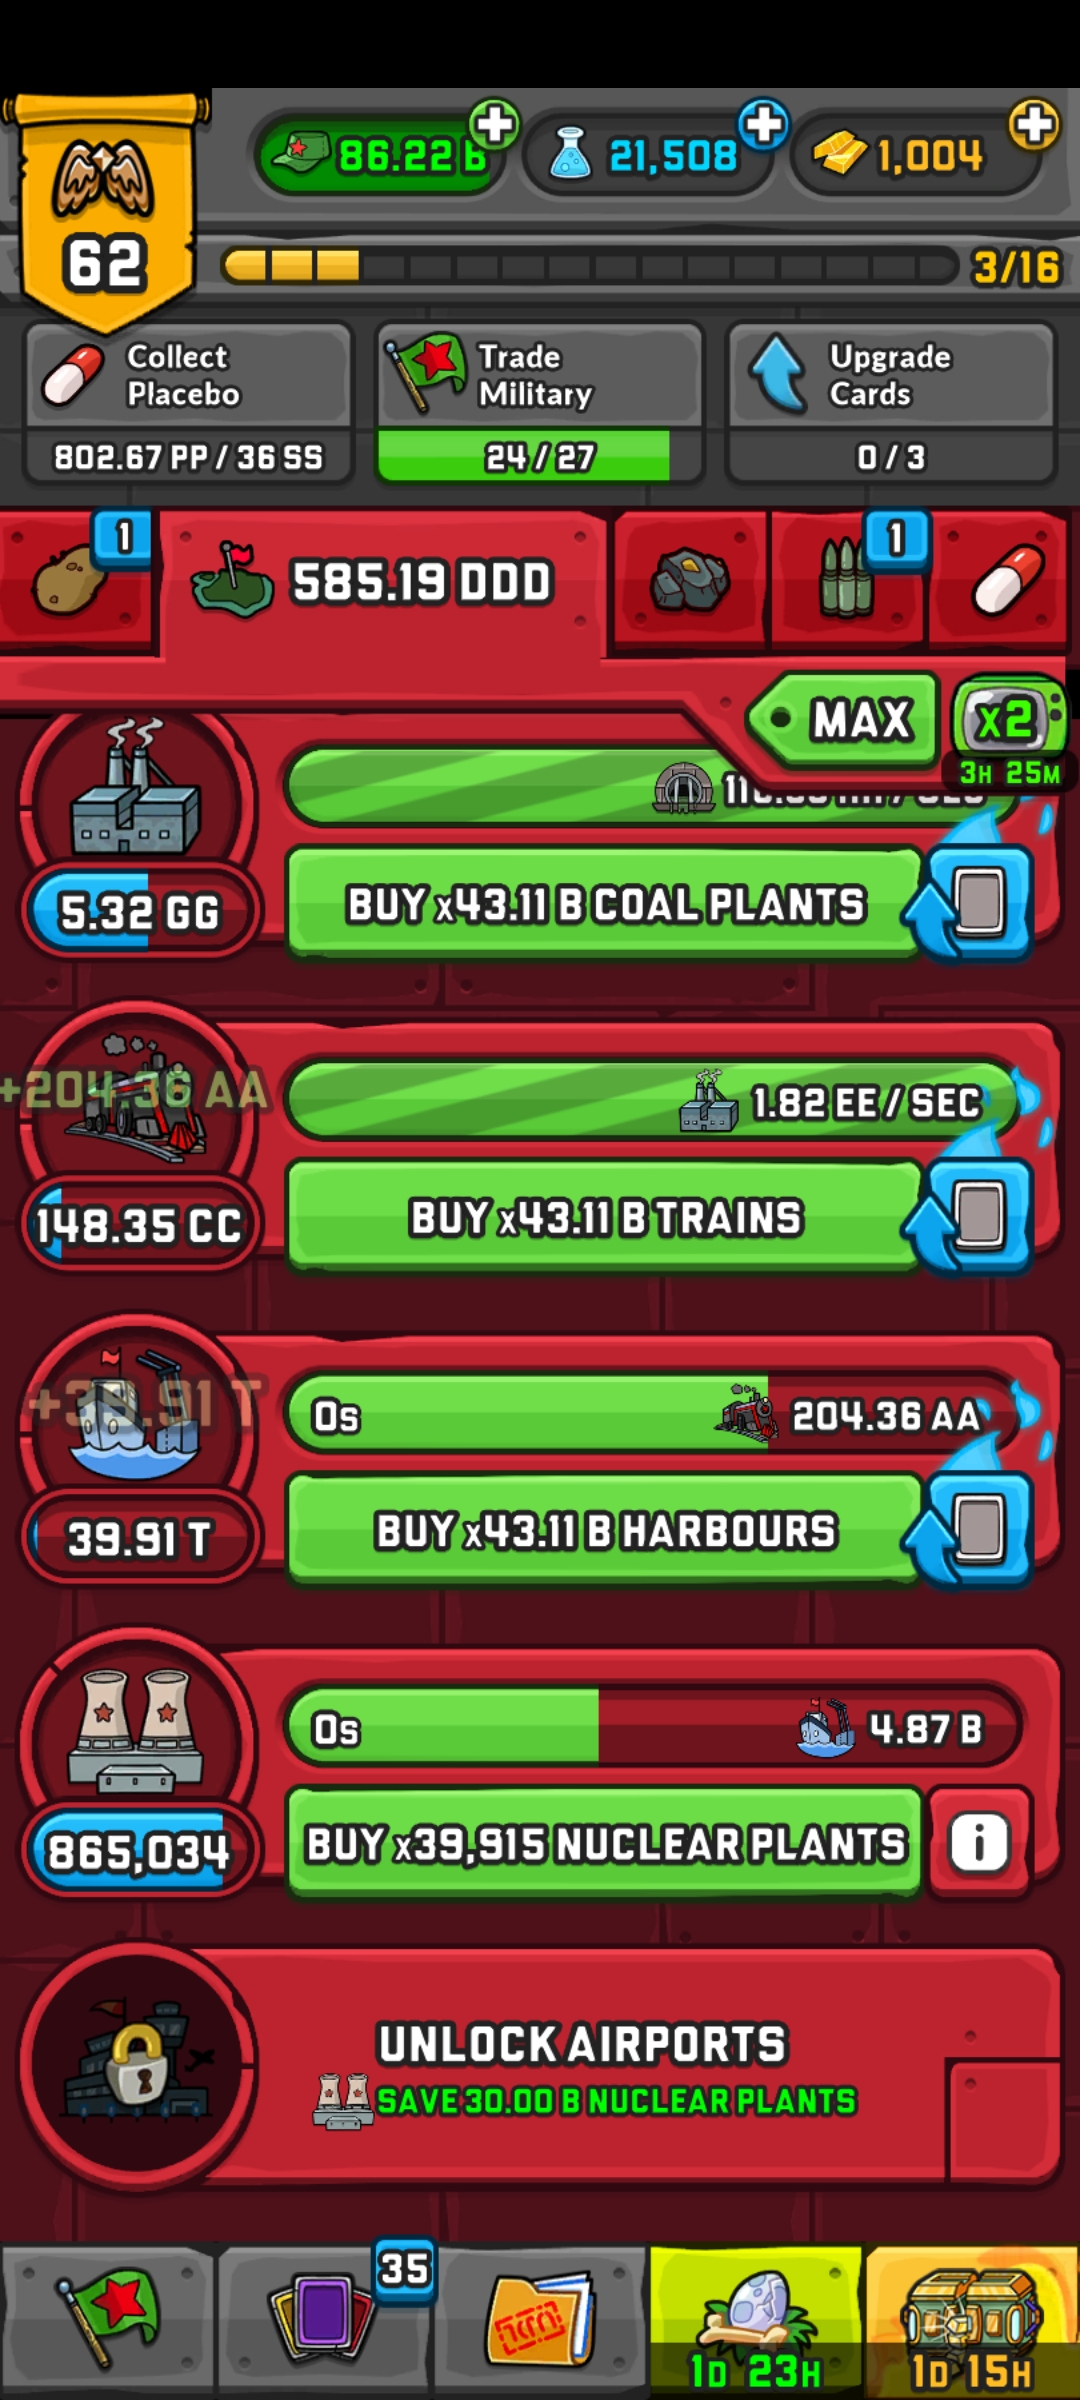 86.22 B
21,508
1,004
62
3/16
Collect
Placebo
Trade
Military
Upgrade
Cards
802.67 PP / 36 SS
24 / 27
0 / 3
1
585.19 DDD
1
MAX
x2
3H 25M
5.32 GG
BUY x43.11 B COAL PLANTS
+204.36 AA
1.82 EE / SEC
148.35 CC
BUY x43.11 B TRAINS
+39.91 T
0s
204.36 AA
39.91 T
BUY x43.11 B HARBOURS
0s
4.87 B
865,034
BUY x39,915 NUCLEAR PLANTS
i
UNLOCK AIRPORTS
SAVE 30.00 B NUCLEAR PLANTS
35
1D 23H
1D 15H